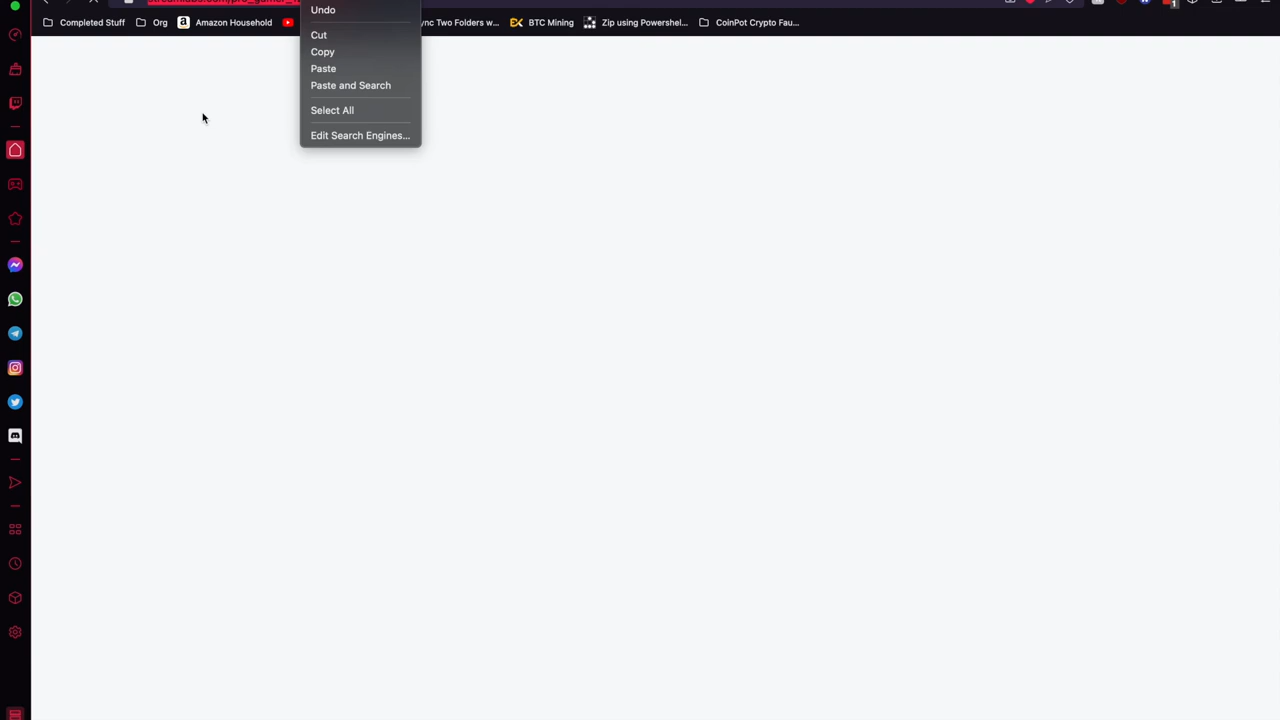 Undo
Completed Stuff Org Amazon Household ync Two Folders w... BTC Mining Zip using Powershel... CoinPot Crypto Fau...
Cut
Copy
Paste
Paste and Search
Select All
Edit Search Engines...